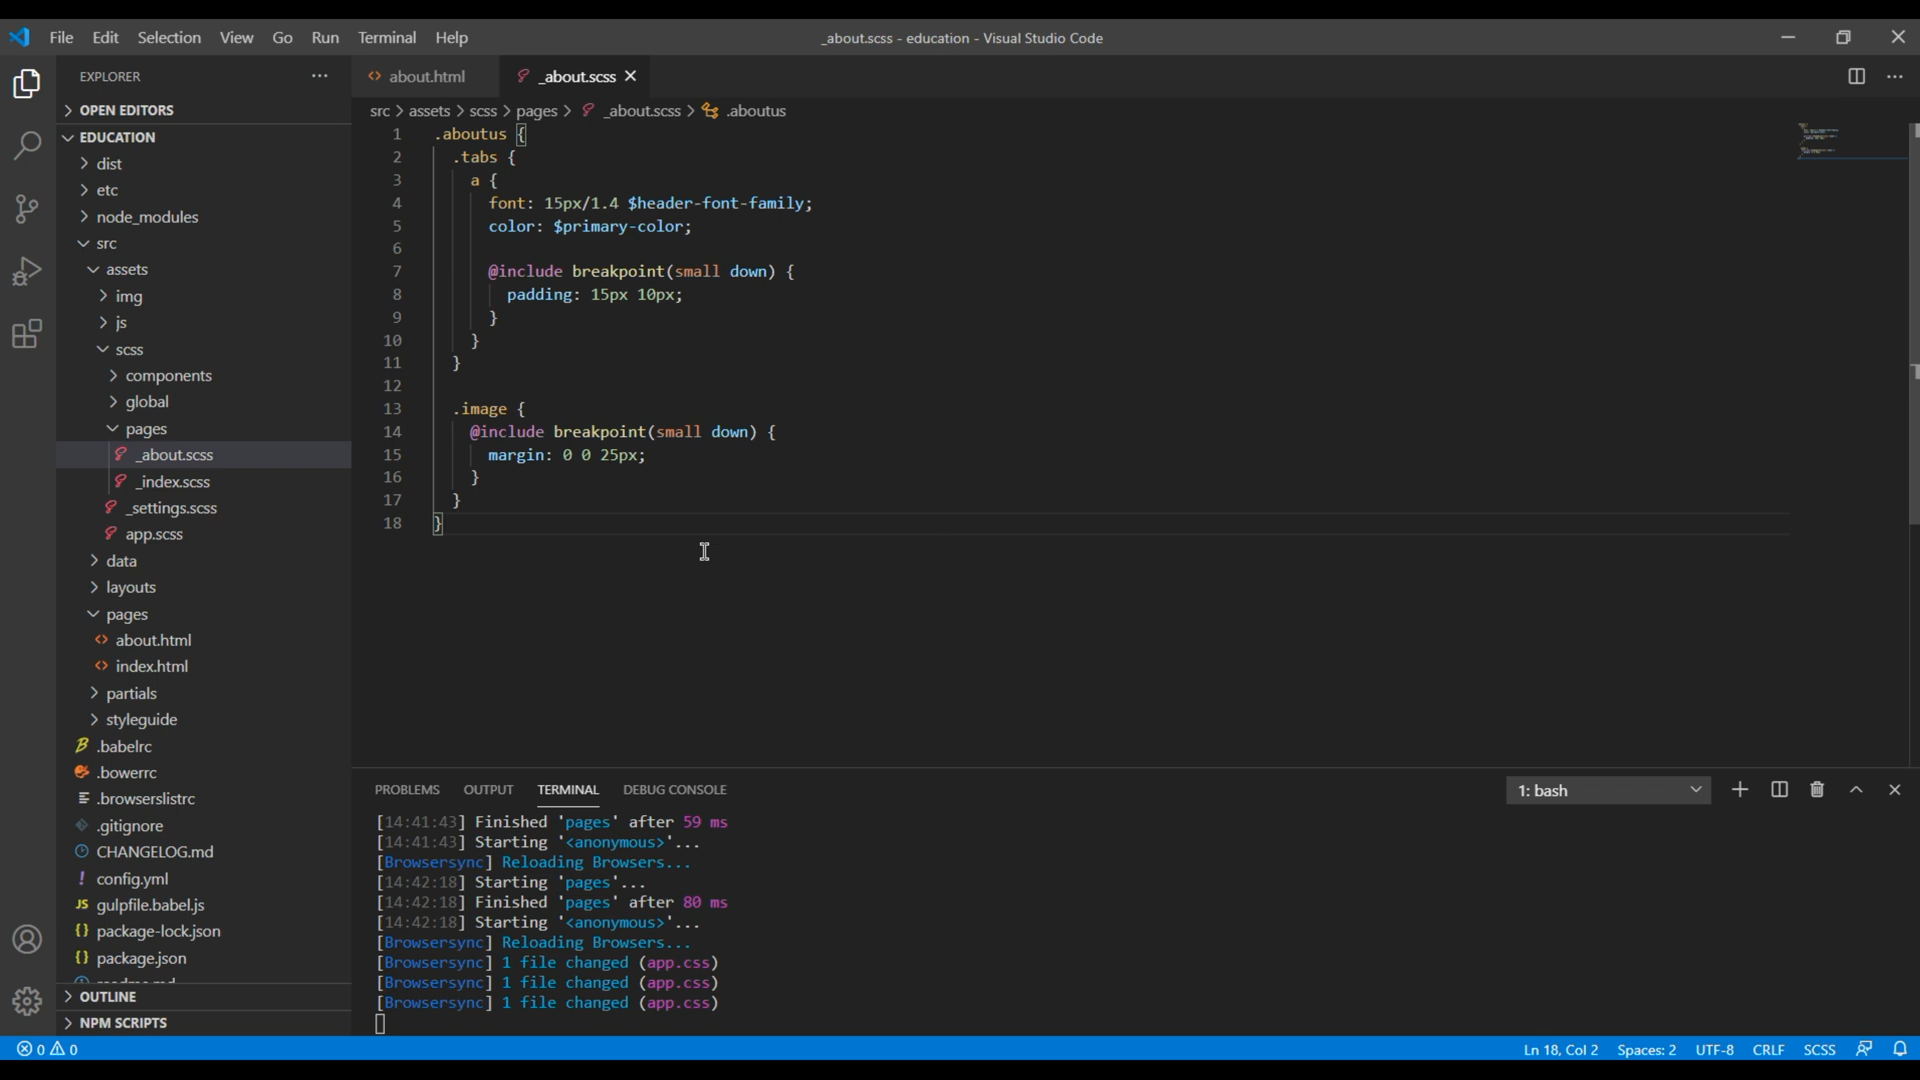 File Edit Selection View Go Run Terminal Help
_about.scss - education - Visual Studio Code
EXPLORER
OPEN EDITORS
EDUCATION
dist
etc
node_modules
src
assets
img
js
scss
components
global
pages
_about.scss
_index.scss
_settings.scss
app.scss
data
layouts
pages
about.html
index.html
partials
styleguide
.babelrc
.bowerrc
.browserslistrc
.gitignore
CHANGELOG.md
config.yml
gulpfile.babel.js
package-lock.json
package.json
OUTLINE
NPM SCRIPTS
about.html
_about.scss
src > assets > scss > pages > _about.scss > .aboutus
1 .aboutus {
2 .tabs {
3 a {
4 font: 15px/1.4 $header-font-family;
5 color: $primary-color;
6
7 @include breakpoint(small down) {
8 padding: 15px 10px;
9 }
10 }
11 }
12
13 .image {
14 @include breakpoint(small down) {
15 margin: 0 0 25px;
16 }
17 }
18 }
PROBLEMS OUTPUT TERMINAL DEBUG CONSOLE
1: bash
[14:41:43] Finished 'pages' after 59 ms
[14:41:43] Starting '<anonymous>'...
[Browsersync] Reloading Browsers...
[14:42:18] Starting 'pages'...
[14:42:18] Finished 'pages' after 80 ms
[14:42:18] Starting '<anonymous>'...
[Browsersync] Reloading Browsers...
[Browsersync] 1 file changed (app.css)
[Browsersync] 1 file changed (app.css)
[Browsersync] 1 file changed (app.css)
0 0
Ln 18, Col 2 Spaces: 2 UTF-8 CRLF SCSS